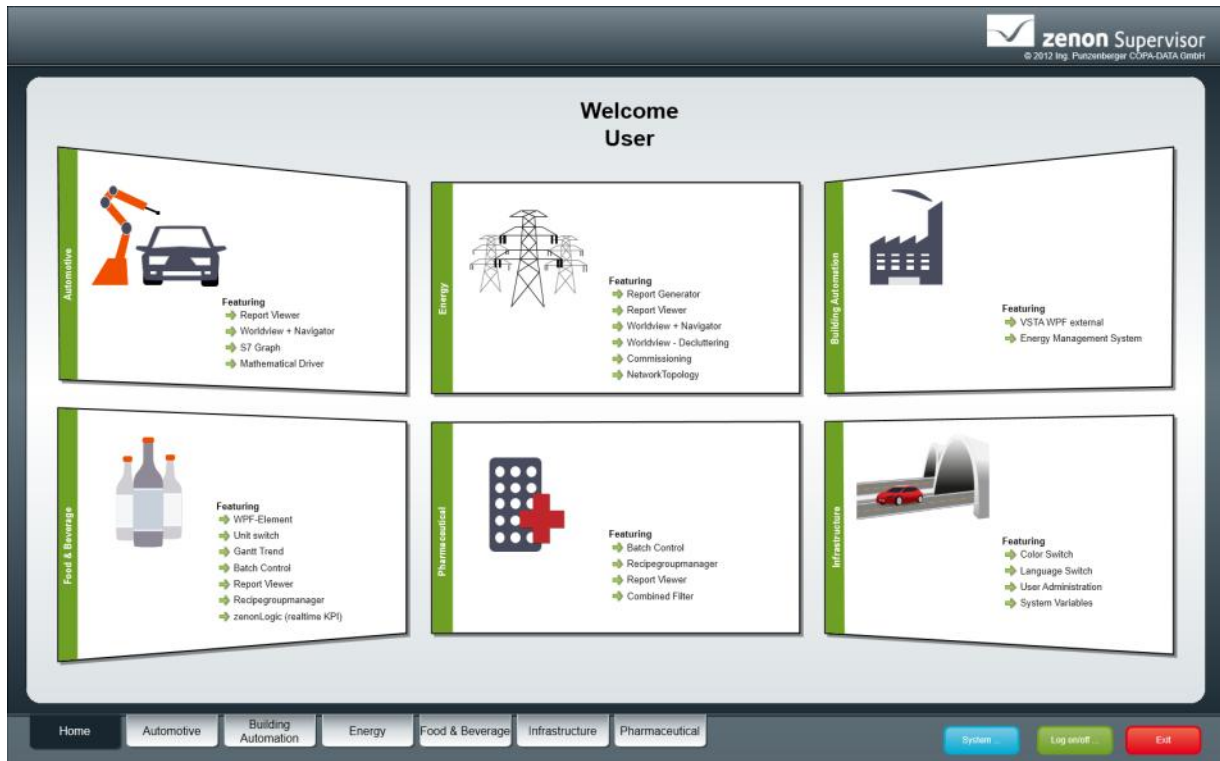 zenon Supervisor
© 2012 Ing. Punzenberger COPA-DATA GmbH
Welcome
User
Automotive
Featuring
Report Viewer
Worldview + Navigator
S7 Graph
Mathematical Driver
Energy
Featuring
Report Generator
Report Viewer
Worldview + Navigator
Worldview - Decluttering
Commissioning
NetworkTopology
Building Automation
Featuring
VSTA WPF external
Energy Management System
Food & Beverage
Featuring
WPF-Element
Unit switch
Gantt Trend
Batch Control
Report Viewer
Recipegroupmanager
zenonLogic (realtime KPI)
Pharmaceutical
Featuring
Batch Control
Recipegroupmanager
Report Viewer
Combined Filter
Infrastructure
Featuring
Color Switch
Language Switch
User Administration
System Variables
Home
Automotive
Building
Automation
Energy
Food & Beverage
Infrastructure
Pharmaceutical
System ...
Log on/off ...
Exit